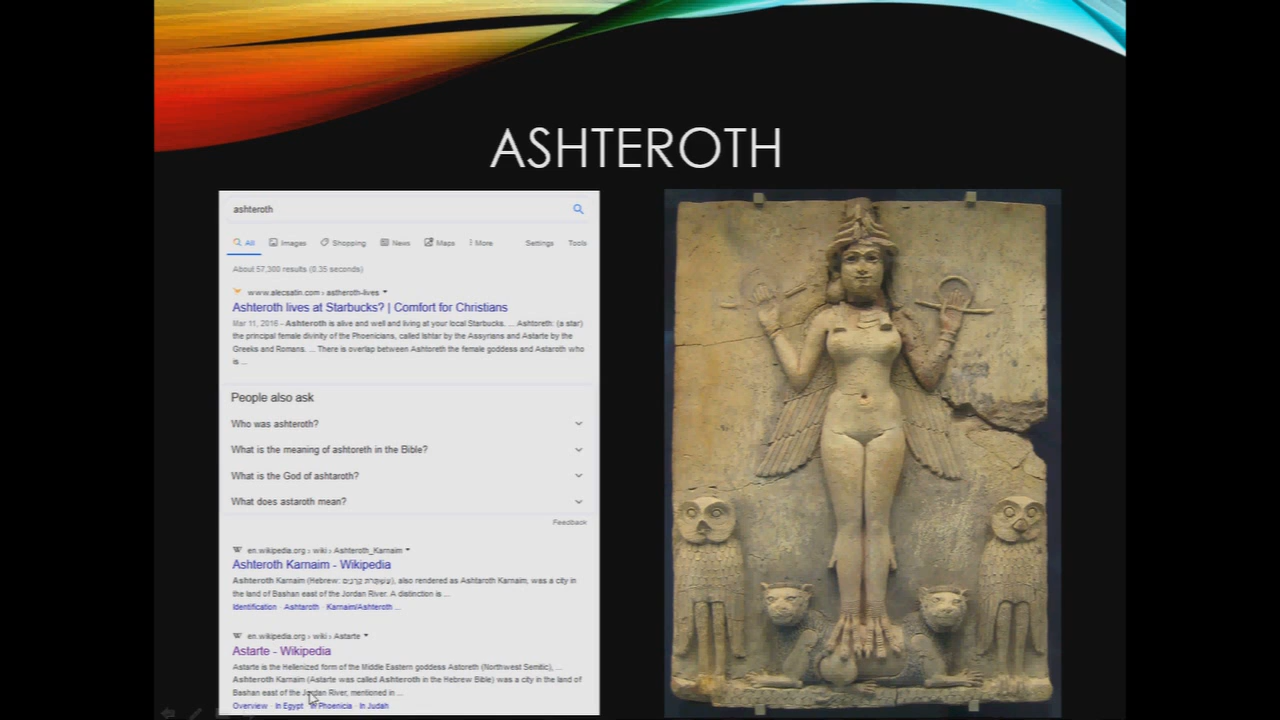 ASHTEROTH
ashteroth
All Images Shopping News Maps More Settings Tools
About 57,300 results (0.35 seconds)
www.alecsatin.com › astheroth-lives
Ashteroth lives at Starbucks? | Comfort for Christians
Mar 11, 2016 - Ashteroth is alive and well and living at your local Starbucks. ... Ashtoreth: (a star)
the principal female divinity of the Phoenicians, called Ishtar by the Assyrians and Astarte by the
Greeks and Romans. ... There is overlap between Ashtoreth the female goddess and Astaroth who
is ...
People also ask
Who was ashteroth?
What is the meaning of ashtoreth in the Bible?
What is the God of ashtaroth?
What does astaroth mean?
Feedback
W en.wikipedia.org › wiki › Ashteroth_Karnaim
Ashteroth Karnaim - Wikipedia
Ashteroth Karnaim (Hebrew: עשתרת קרנים), also rendered as Ashtaroth Karnaim, was a city in
the land of Bashan east of the Jordan River. A distinction is ...
Identification · Ashtaroth · Karnaim/Ashteroth ...
W en.wikipedia.org › wiki › Astarte
Astarte - Wikipedia
Astarte is the Hellenized form of the Middle Eastern goddess Astoreth (Northwest Semitic), ...
Ashteroth Karnaim (Astarte was called Ashteroth in the Hebrew Bible) was a city in the land of
Bashan east of the Jordan River, mentioned in ...
Overview · In Egypt · In Phoenicia · In Judah